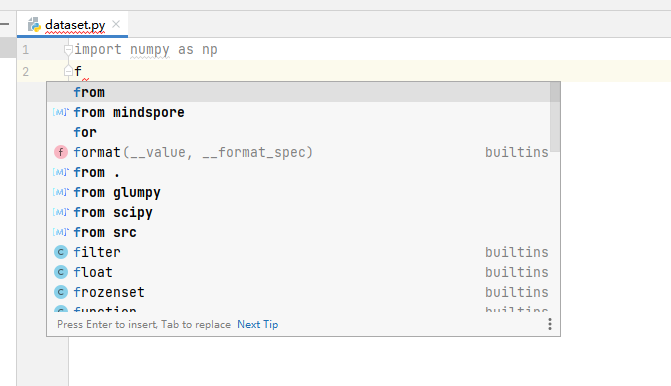 dataset.py
1 import numpy as np
2 f
from
[M]· from mindspore
for
f format(__value, __format_spec) builtins
[M]· from .
[M]· from glumpy
[M]· from scipy
[M]· from src
C filter builtins
C float builtins
C frozenset builtins
C function builtins
Press Enter to insert, Tab to replace Next Tip